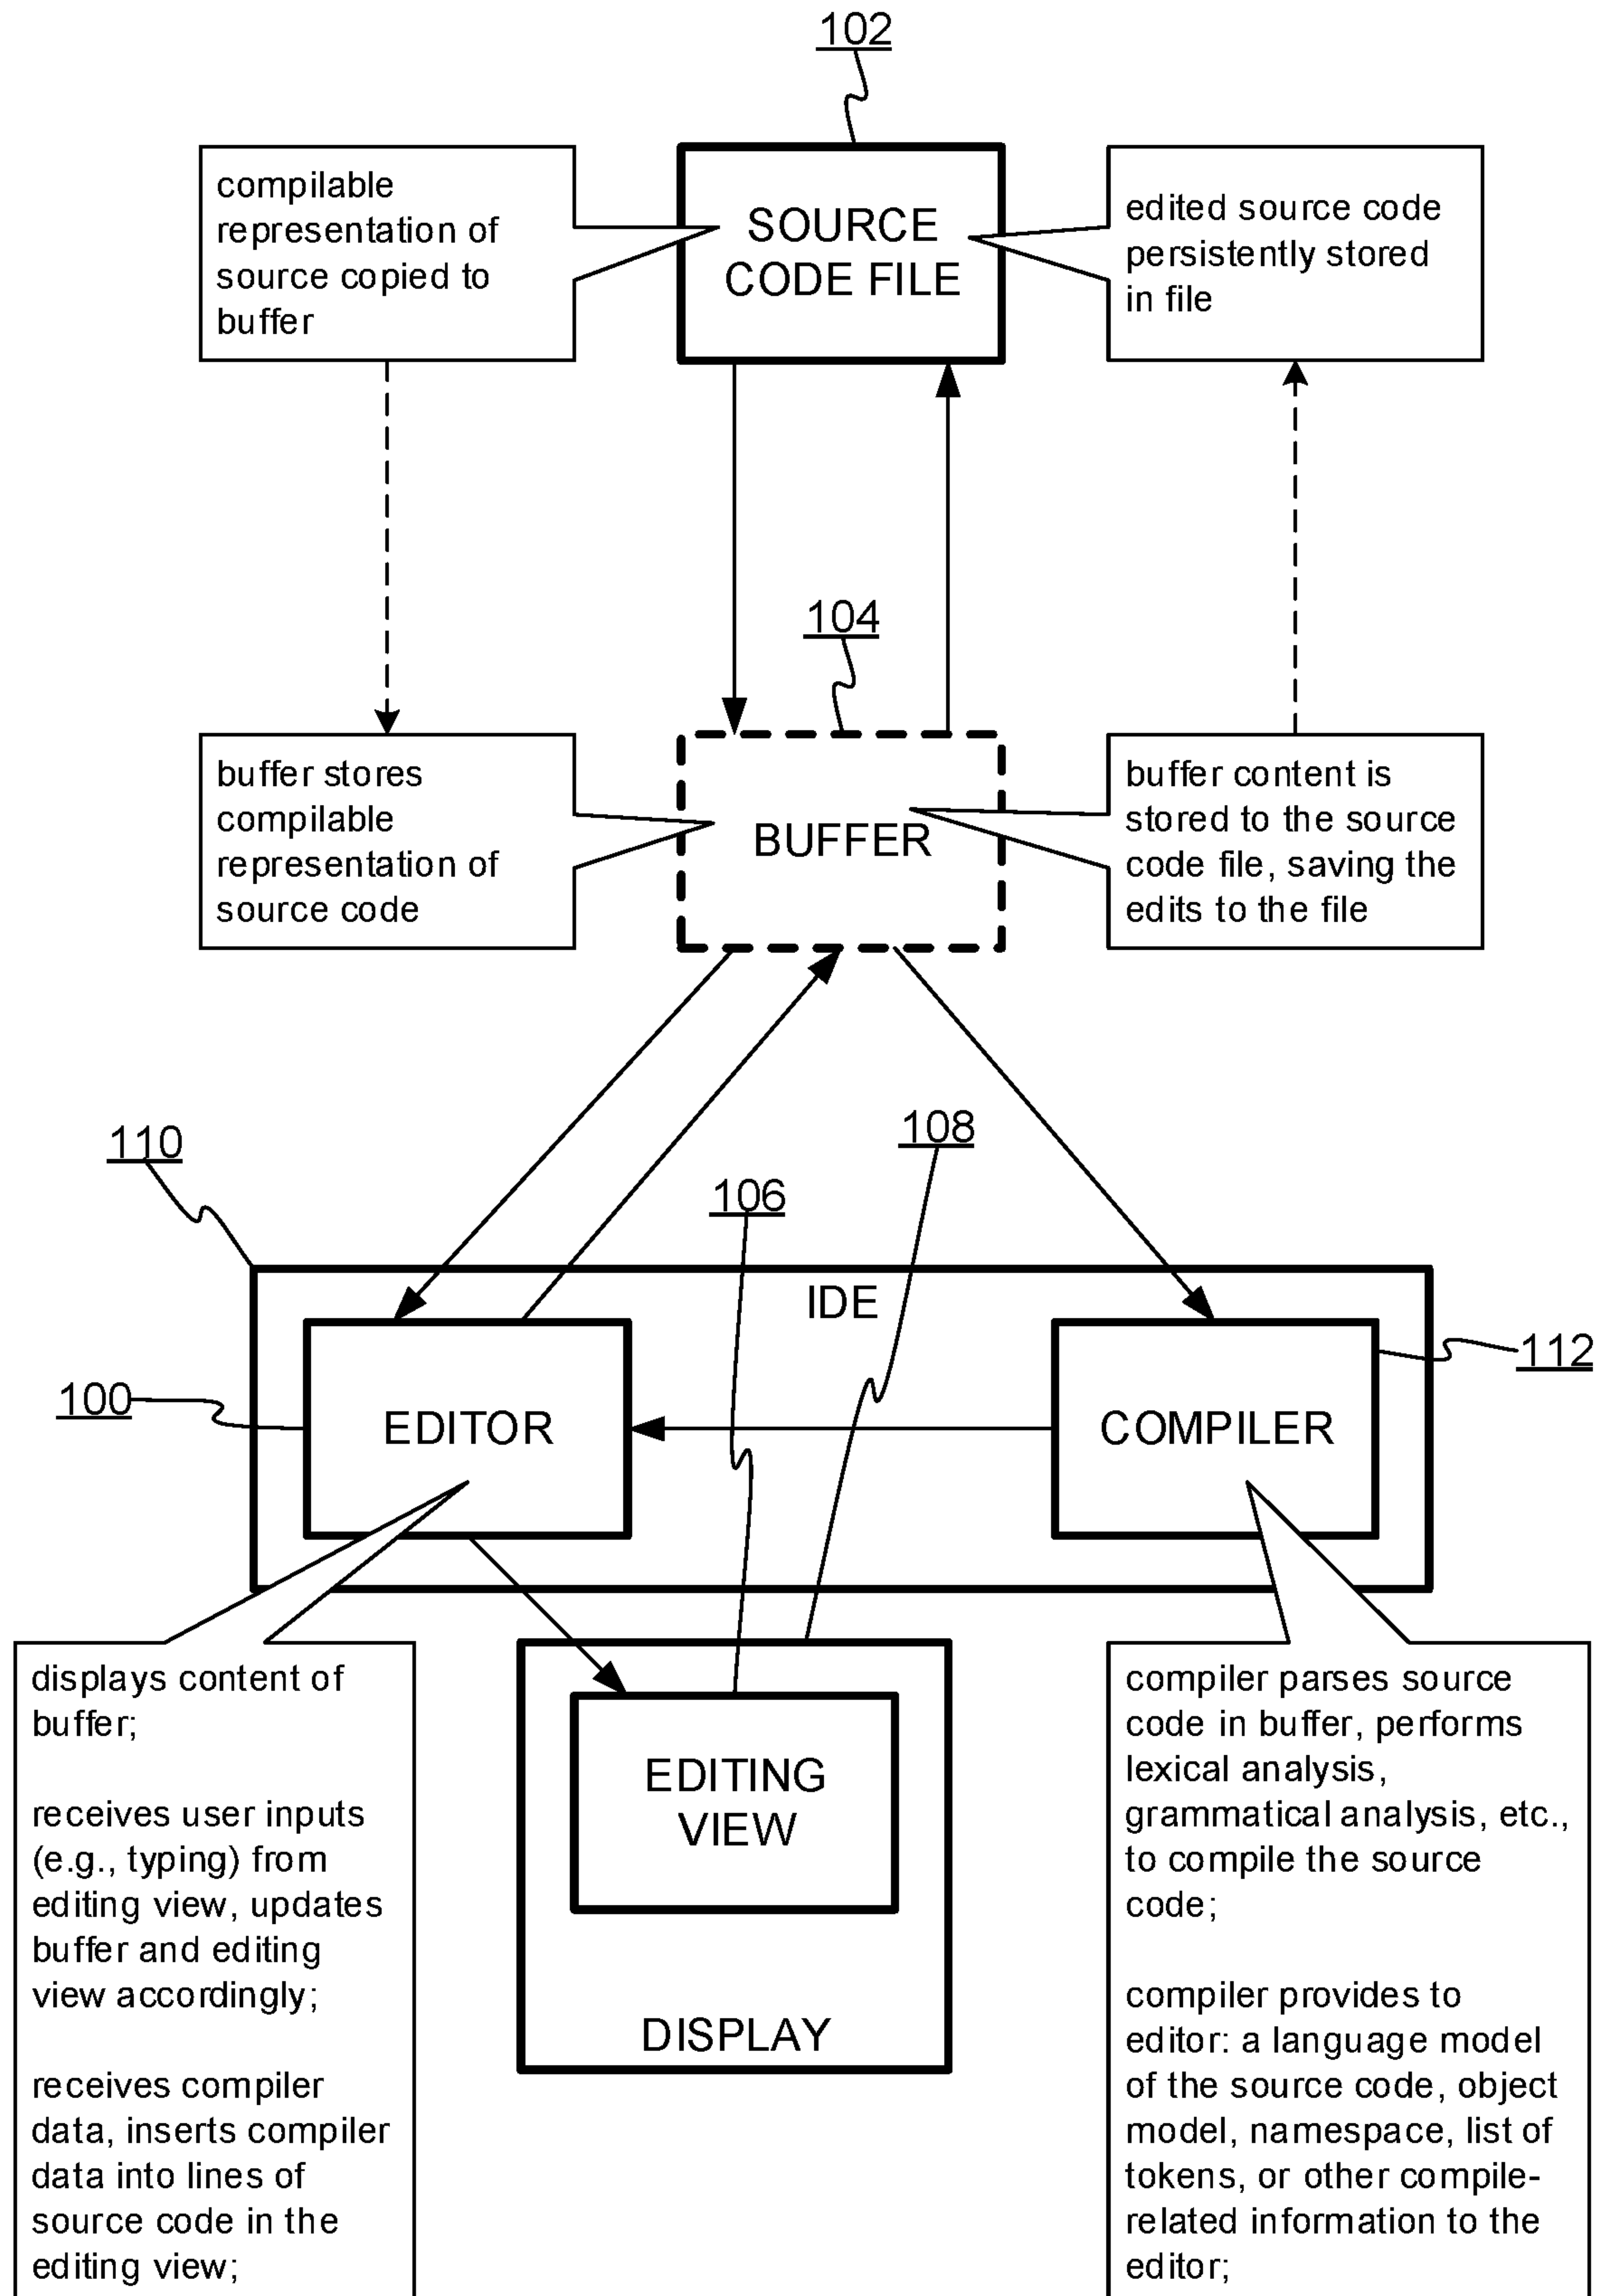 102
compilable
representation of
source copied to
buffer
SOURCE
CODE FILE
edited source code
persistently stored
in file
104
buffer stores
compilable
representation of
source code
BUFFER
buffer content is
stored to the source
code file, saving the
edits to the file
110
108
106
IDE
112
100
EDITOR
COMPILER
displays content of
buffer;
receives user inputs
(e.g., typing) from
editing view, updates
buffer and editing
view accordingly;
receives compiler
data, inserts compiler
data into lines of
source code in the
editing view;
EDITING
VIEW
DISPLAY
compiler parses source
code in buffer, performs
lexical analysis,
grammatical analysis, etc.,
to compile the source
code;
compiler provides to
editor: a language model
of the source code, object
model, namespace, list of
tokens, or other compile-
related information to the
editor;